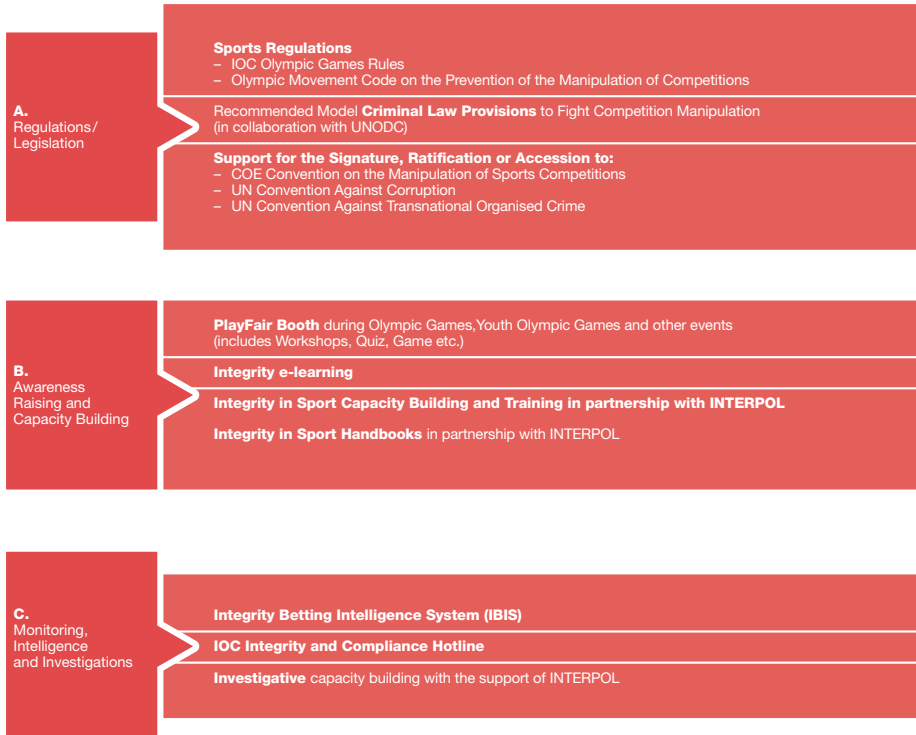 A.
Regulations/
Legislation
Sports Regulations
– IOC Olympic Games Rules
– Olympic Movement Code on the Prevention of the Manipulation of Competitions
Recommended Model Criminal Law Provisions to Fight Competition Manipulation
(in collaboration with UNODC)
Support for the Signature, Ratification or Accession to:
– COE Convention on the Manipulation of Sports Competitions
– UN Convention Against Corruption
– UN Convention Against Transnational Organised Crime
B.
Awareness
Raising and
Capacity Building
PlayFair Booth during Olympic Games,Youth Olympic Games and other events
(includes Workshops, Quiz, Game etc.)
Integrity e-learning
Integrity in Sport Capacity Building and Training in partnership with INTERPOL
Integrity in Sport Handbooks in partnership with INTERPOL
C.
Monitoring,
Intelligence
and Investigations
Integrity Betting Intelligence System (IBIS)
IOC Integrity and Compliance Hotline
Investigative capacity building with the support of INTERPOL